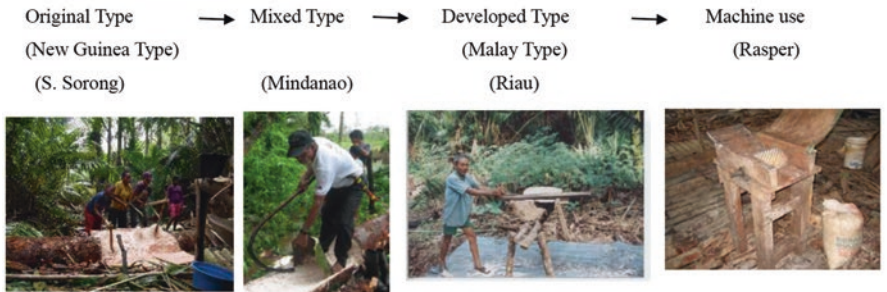 Original Type → Mixed Type → Developed Type → Machine use
(New Guinea Type) (Malay Type) (Rasper)
(S. Sorong) (Mindanao) (Riau)